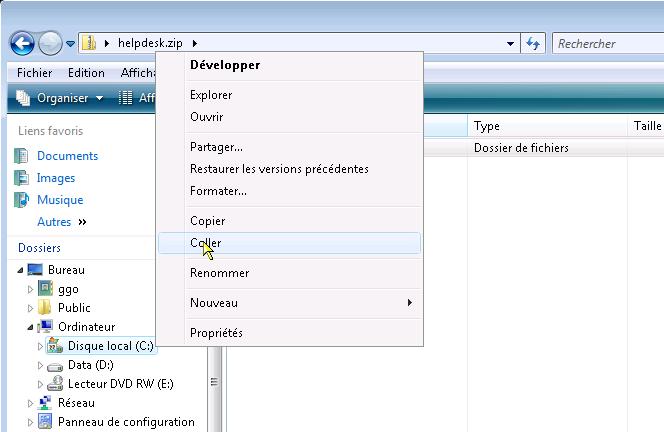 helpdesk.zip
Rechercher
Fichier Edition Afficha
Organiser Aff
Développer
Explorer
Ouvrir
Partager...
Restaurer les versions précédentes
Formater...
Copier
Coller
Renommer
Nouveau
Propriétés
Type Taille
Dossier de fichiers
Liens favoris
Documents
Images
Musique
Autres »
Dossiers
Bureau
ggo
Public
Ordinateur
Disque local (C:)
Data (D:)
Lecteur DVD RW (E:)
Réseau
Panneau de configuration